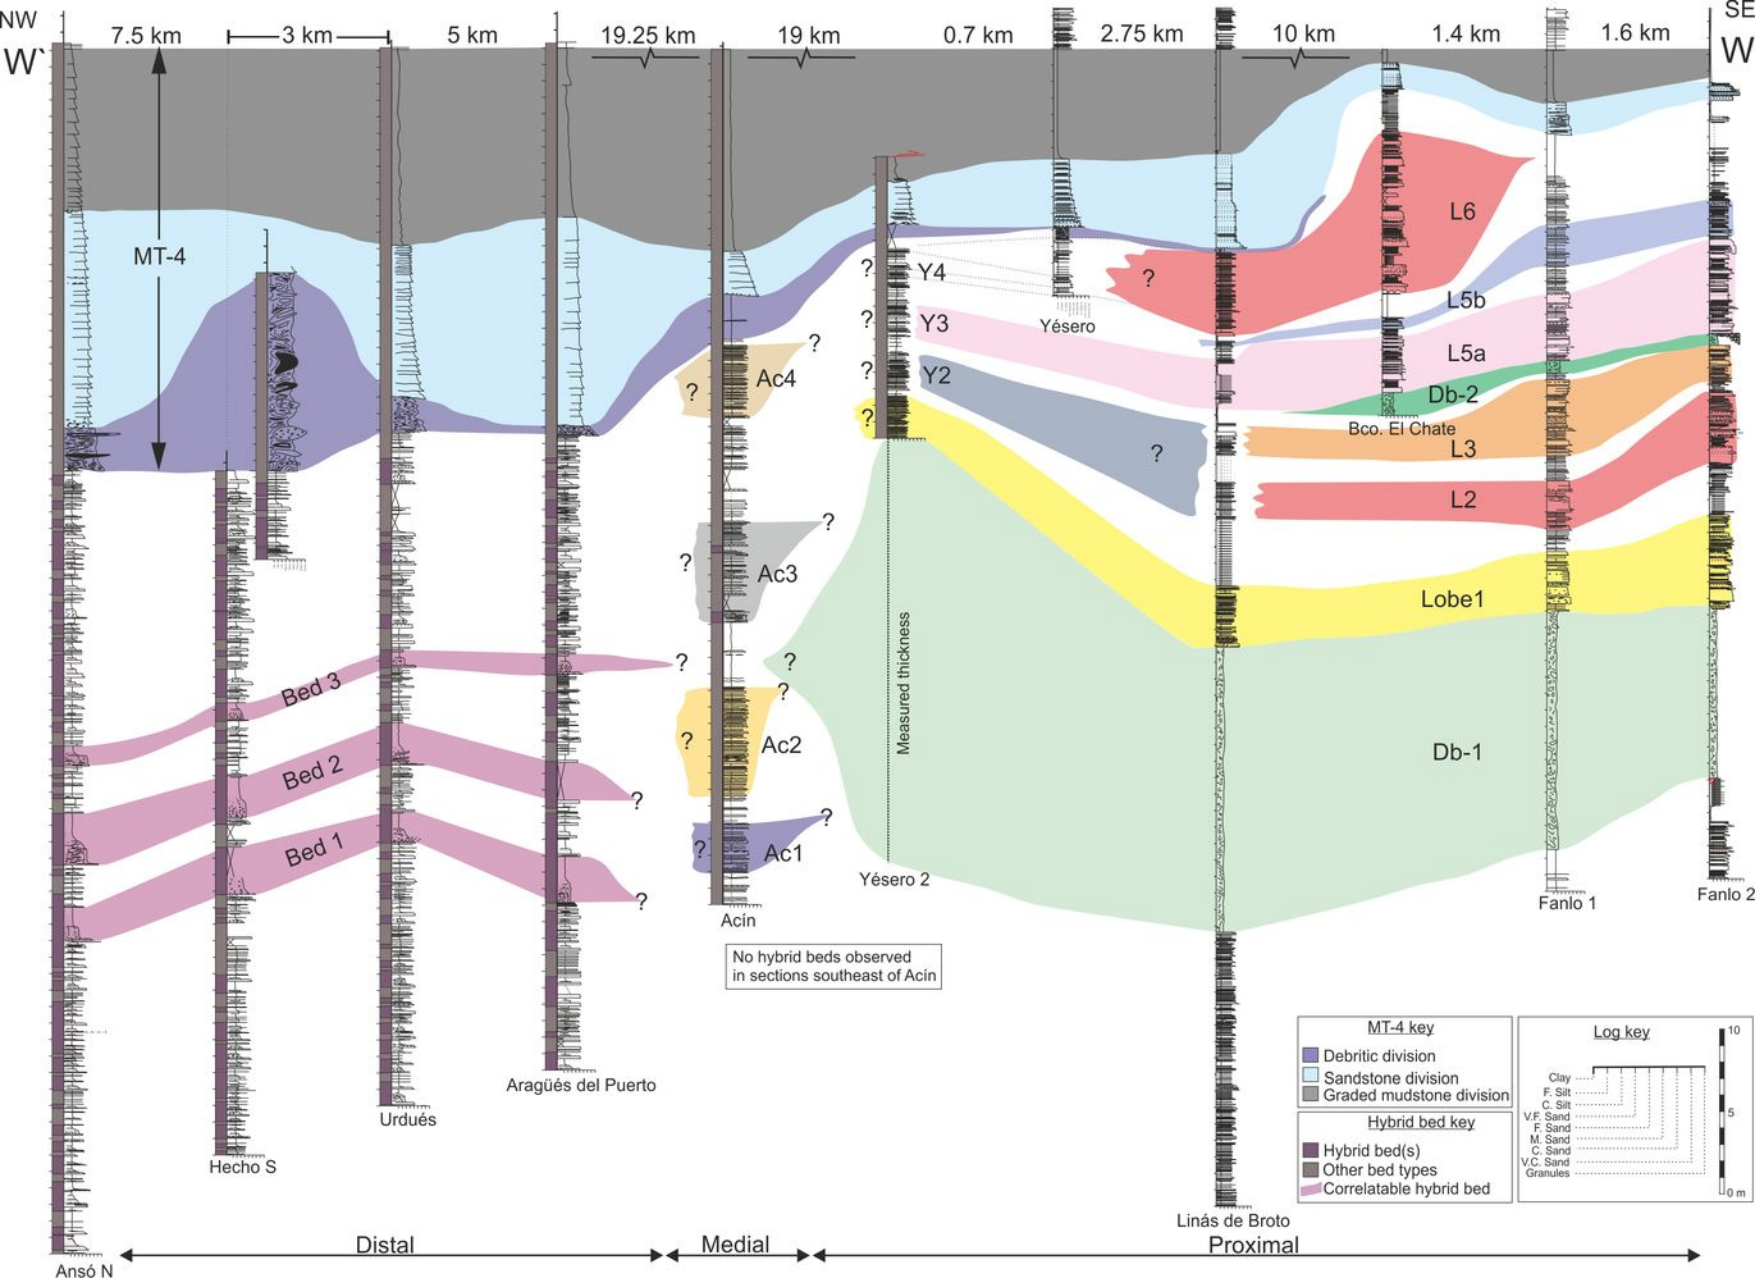 NW
SE
7.5 km
3 km
5 km
19.25 km
19 km
0.7 km
2.75 km
10 km
1.4 km
1.6 km
W`
W
MT-4
L6
?
Y4
?
L5b
Yésero
?
Y3
?
L5a
?
Ac4
?
?
Y2
Db-2
?
Bco. El Chate
L3
?
L2
?
?
Ac3
Lobe1
Measured thickness
Bed 3
?
?
?
Bed 2
?
Ac2
?
Db-1
Bed 1
?
?
Ac1
?
Yésero 2
Acín
Fanlo 1
Fanlo 2
No hybrid beds observed
in sections southeast of Acín
MT-4 key
Debritic division
Sandstone division
Graded mudstone division
Hybrid bed key
Hybrid bed(s)
Other bed types
Correlatable hybrid bed
Log key
10
5
0 m
Clay
F. Silt
C. Silt
V.F. Sand
F. Sand
M. Sand
C. Sand
V.C. Sand
Granules
Aragüés del Puerto
Urdués
Hecho S
Linás de Broto
Ansó N
Distal
Medial
Proximal